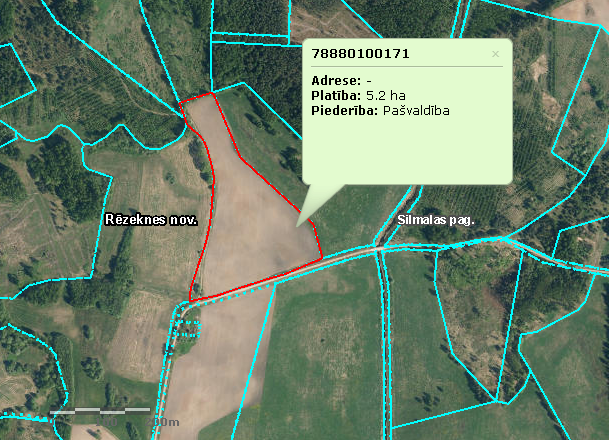 78880100171
Adrese: -
Platība: 5.2 ha
Piederība: Pašvaldība
Rēzeknes nov.
Silmalas pag.